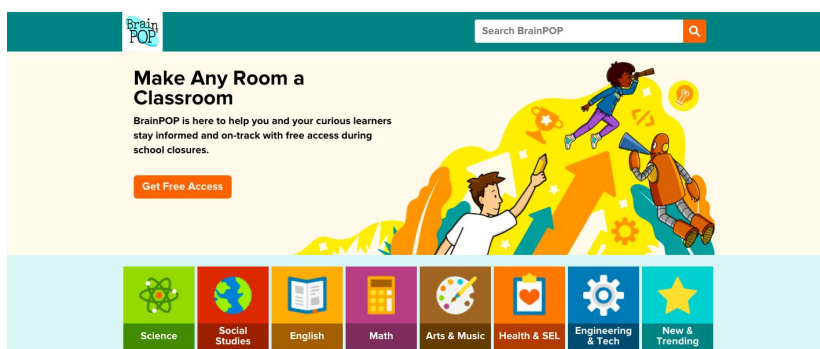 Brain
POP
Search BrainPOP
Make Any Room a
Classroom
BrainPOP is here to help you and your curious learners
stay informed and on-track with free access during
school closures.
Get Free Access
</>
Science
Social
Studies
English
Math
Arts & Music
Health & SEL
Engineering
& Tech
New &
Trending